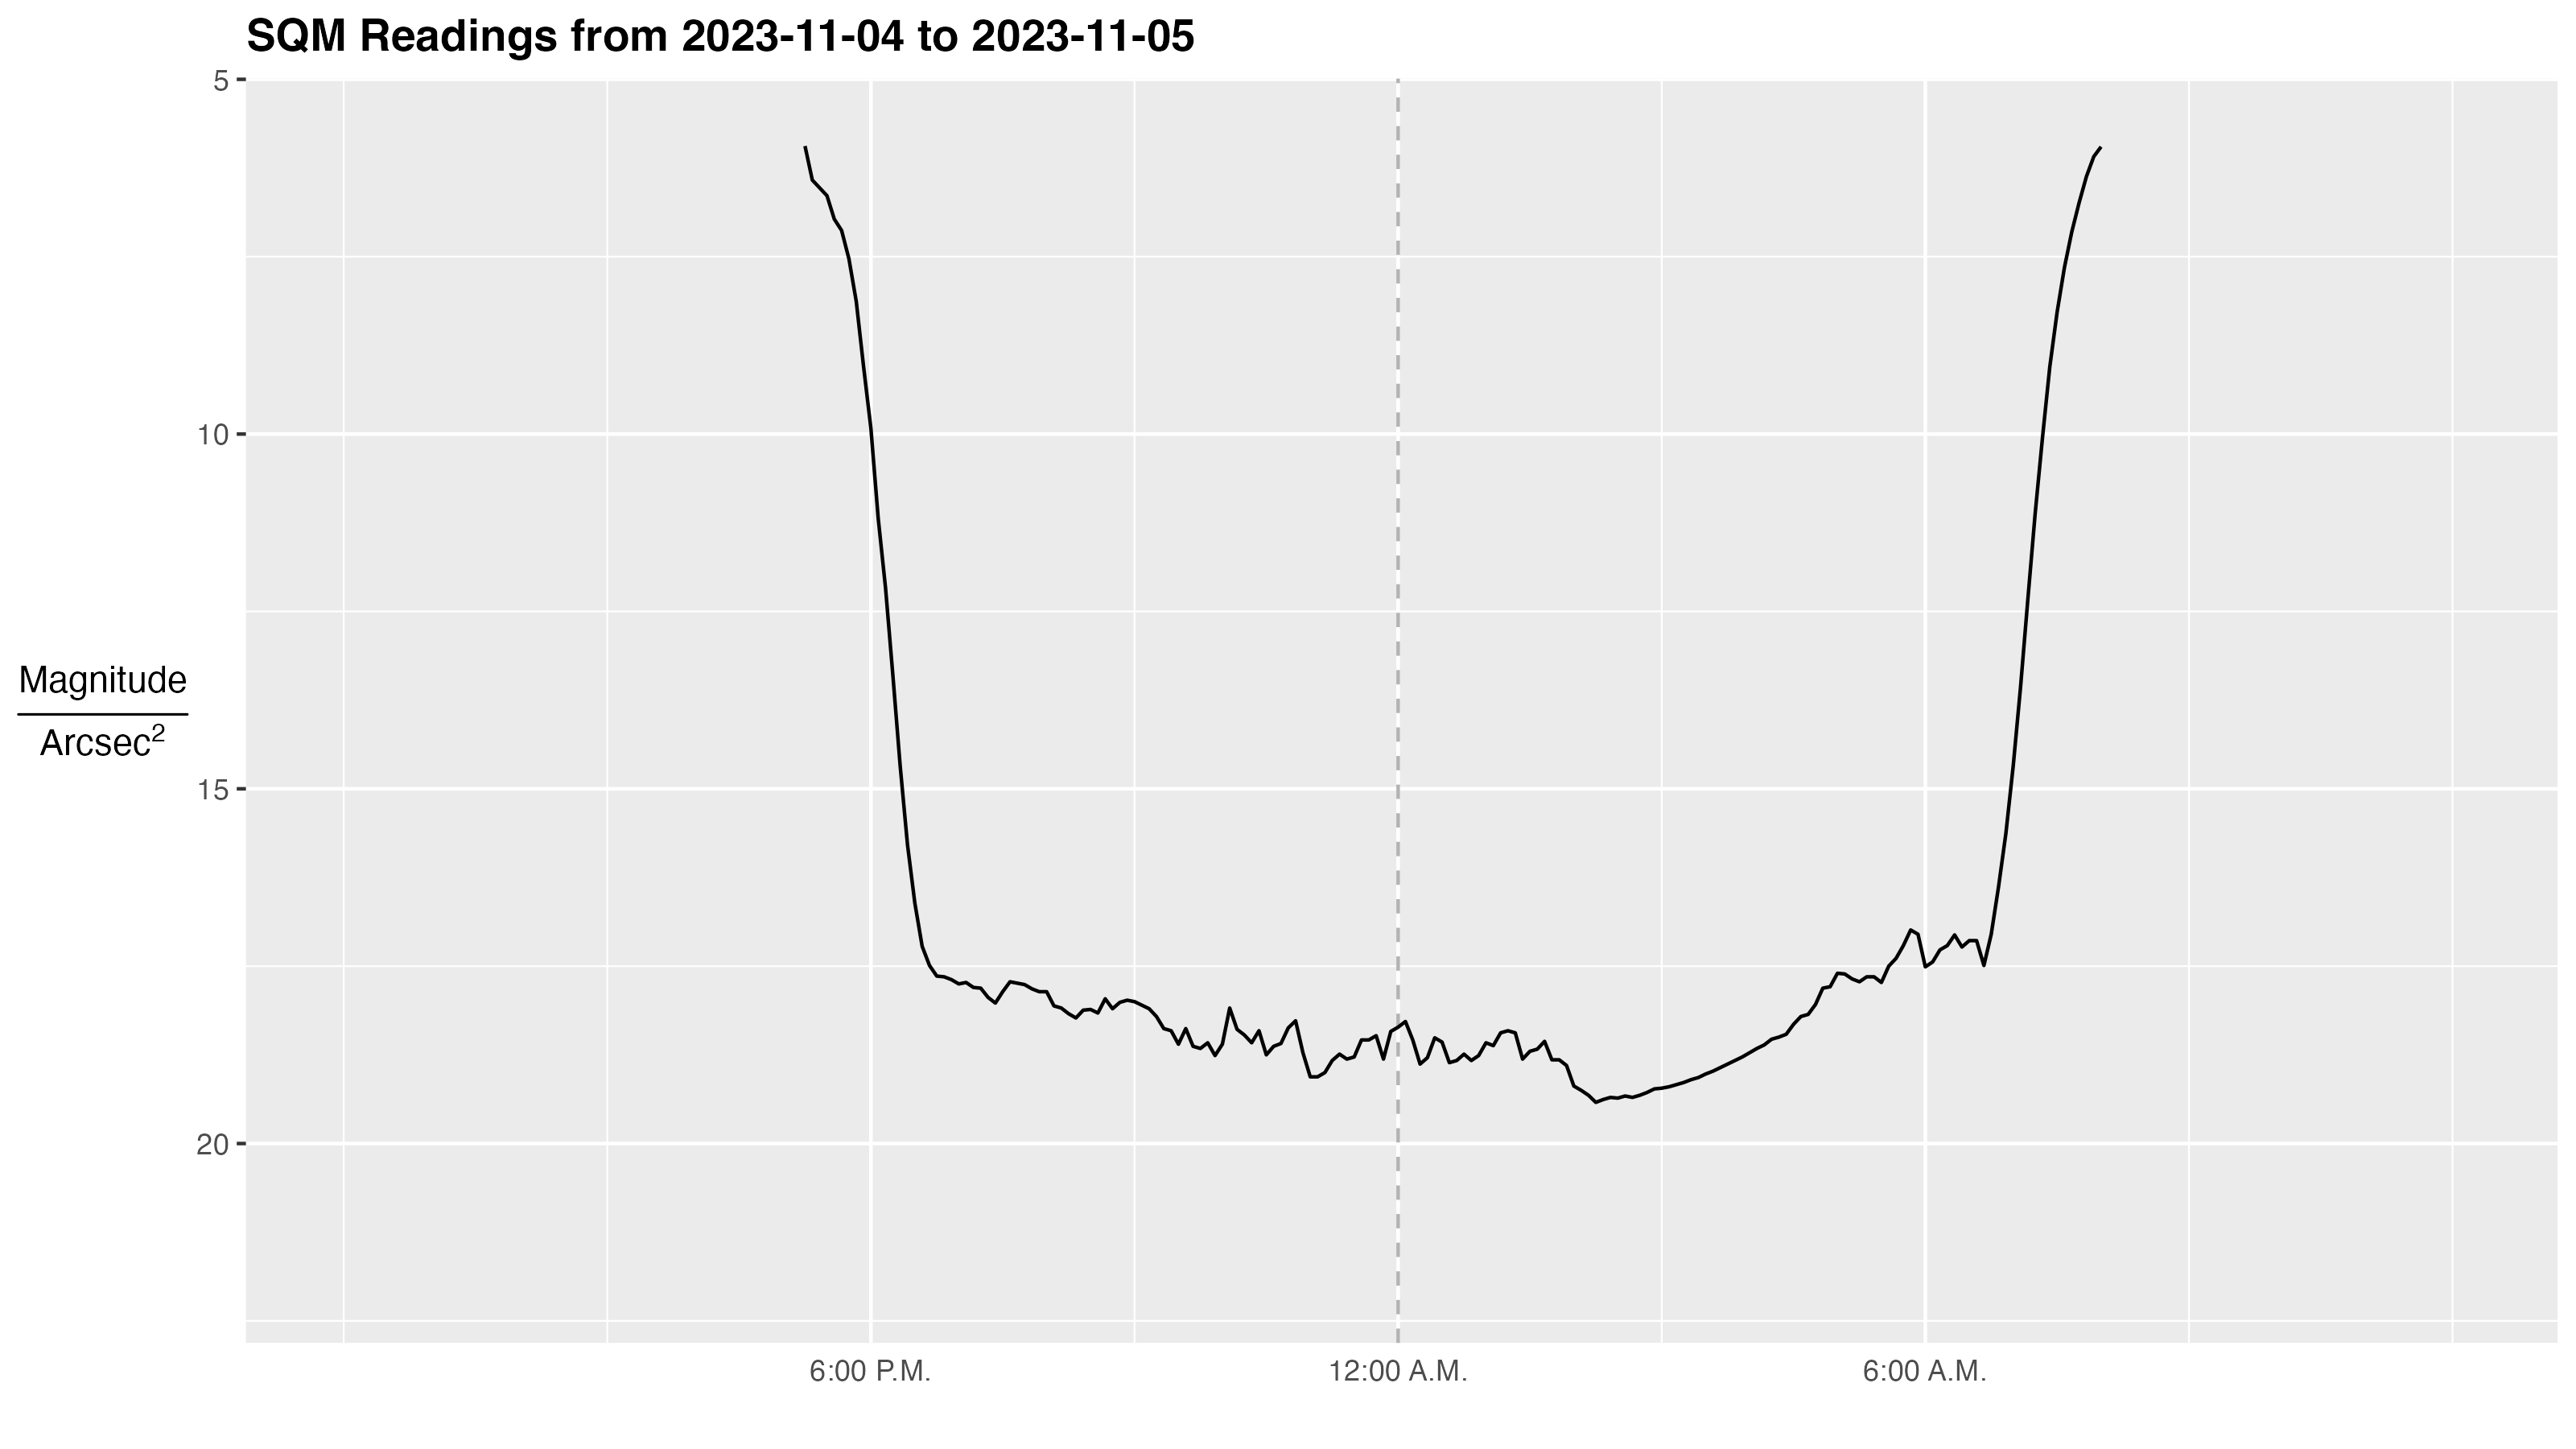 SQM Readings from 2023-11-04 to 2023-11-05
5
10
15
20
Magnitude
Arcsec²
6:00 P.M.
12:00 A.M.
6:00 A.M.